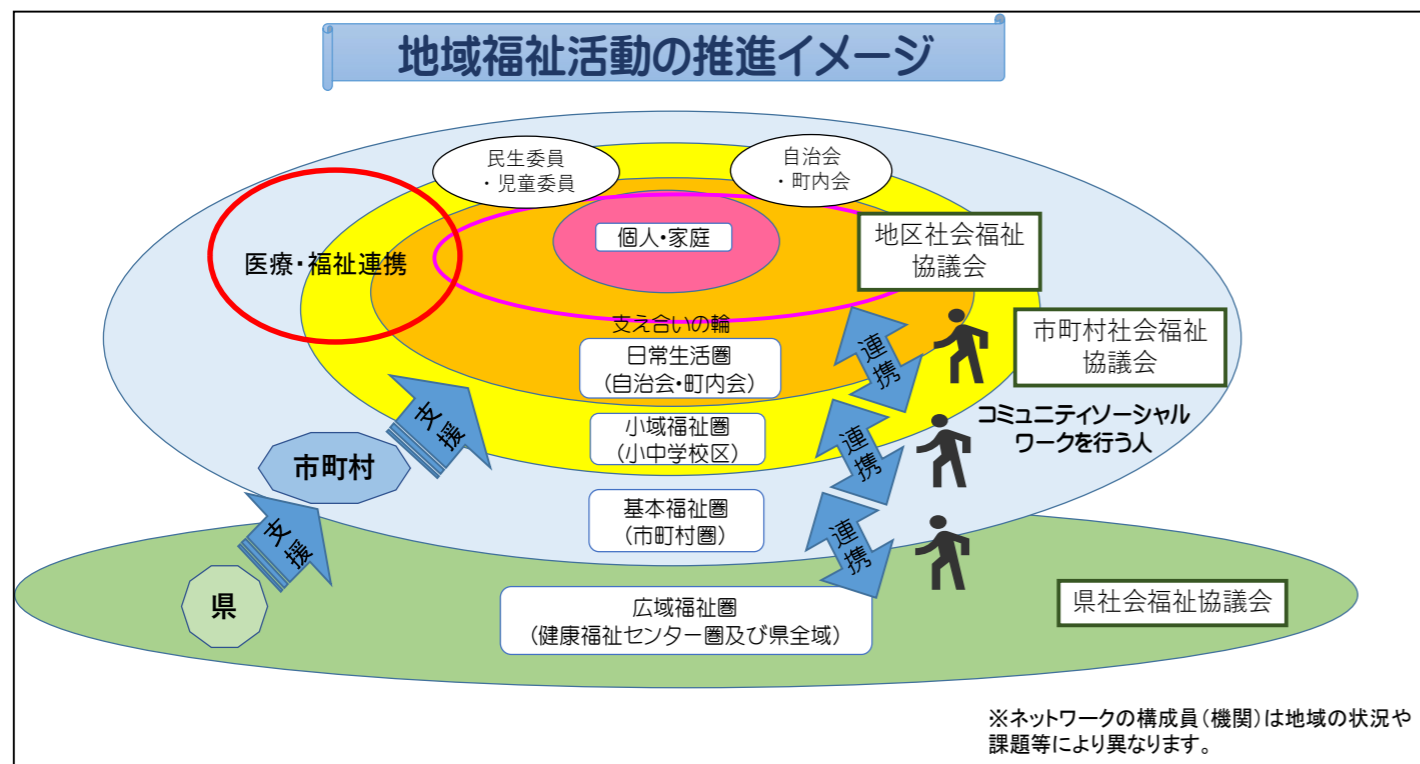 地域福祉活動の推進イメージ
民生委員
・児童委員
自治会
・町内会
個人・家庭
地区社会福祉
協議会
医療・福祉連携
支え合いの輪
日常生活圏
(自治会・町内会)
連携
市町村社会福祉
協議会
支援
小域福祉圏
(小中学校区)
連携
コミュニティソーシャル
ワークを行う人
市町村
基本福祉圏
(市町村圏)
連携
支援
県
広域福祉圏
(健康福祉センター圏及び県全域)
県社会福祉協議会
※ネットワークの構成員(機関)は地域の状況や
課題等により異なります。